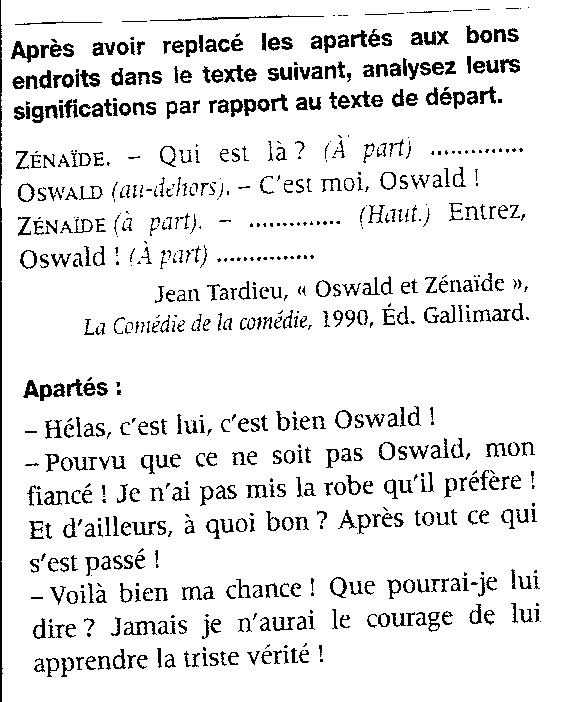 Après avoir replacé les apartés aux bons
endroits dans le texte suivant, analysez leurs
significations par rapport au texte de départ.
ZÉNAÏDE. – Qui est là ? (À part) ..............
OSWALD (au-dehors). – C'est moi, Oswald !
ZÉNAÏDE (à part). – .............. (Haut.) Entrez,
Oswald ! (À part) ...............
Jean Tardieu, « Oswald et Zénaïde »,
La Comédie de la comédie, 1990, Éd. Gallimard.
Apartés :
– Hélas, c'est lui, c'est bien Oswald !
– Pourvu que ce ne soit pas Oswald, mon
fiancé ! Je n'ai pas mis la robe qu'il préfère !
Et d'ailleurs, à quoi bon ? Après tout ce qui
s'est passé !
– Voilà bien ma chance ! Que pourrai-je lui
dire ? Jamais je n'aurai le courage de lui
apprendre la triste vérité !